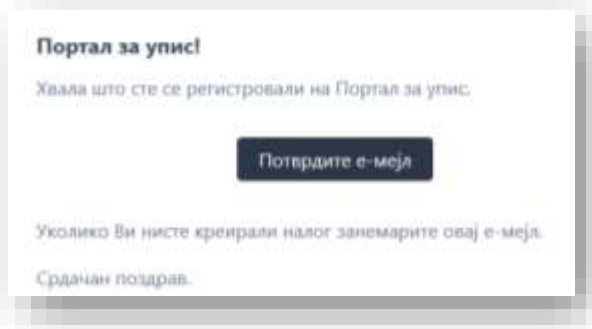 Портал за упис!
Хвала што сте се регистровали на Портал за упис.
Потврдите е-мејл
Уколико Ви нисте креирали налог занемарите овај е-мејл.
Срдачан поздрав.